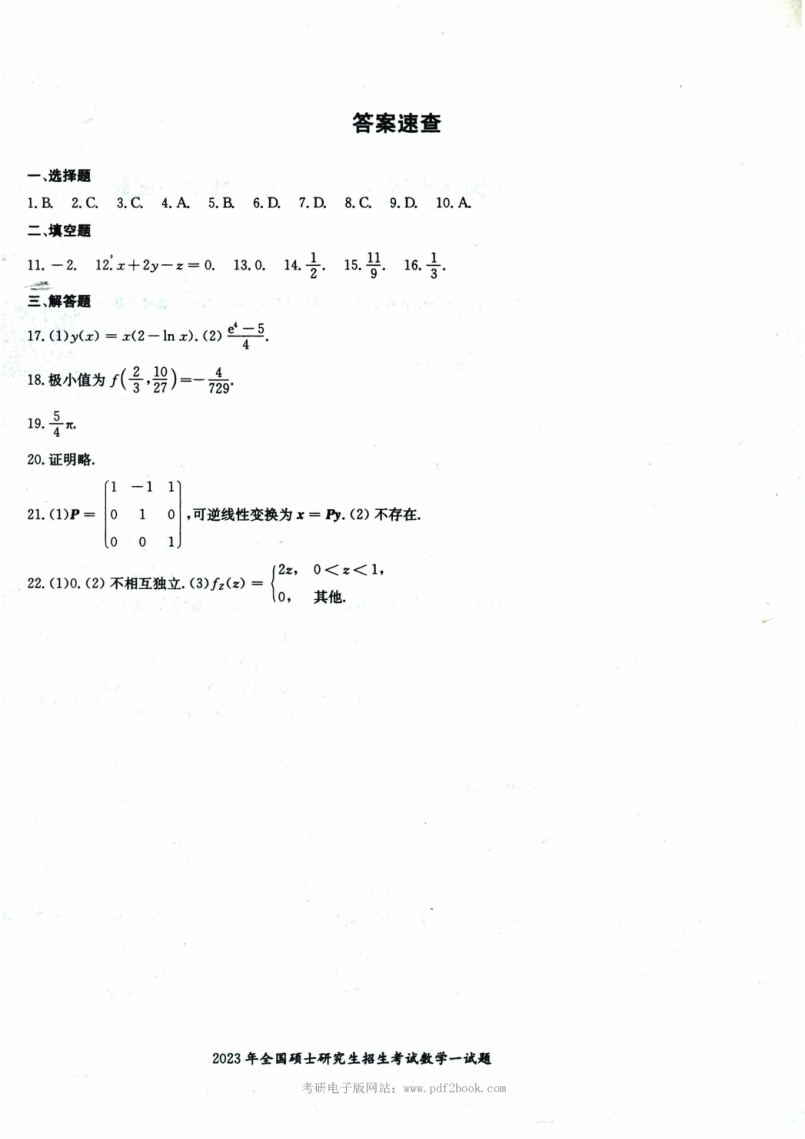 答案速查
一、选择题
1. B. 2. C. 3. C. 4. A. 5. B. 6. D. 7. D. 8. C. 9. D. 10. A.
二、填空题
11. −2. 12. x+2y−z=0. 13. 0. 14. 1/2. 15. 11/9. 16. 1/3.
三、解答题
17. (1) y(x) = x(2−ln x). (2) (e⁴−5)/4.
18. 极小值为 f(2/3, 10/27) = −4/729.
19. 5/4 π.
20. 证明略.
21. (1) P = (1 −1 1; 0 1 0; 0 0 1), 可逆线性变换为 x = Py. (2) 不存在.
22. (1) 0. (2) 不相互独立. (3) f_Z(z) = { 2z, 0<z<1, 0, 其他.
2023 年全国硕士研究生招生考试数学一试题
考研电子版网站：www.pdf2book.com